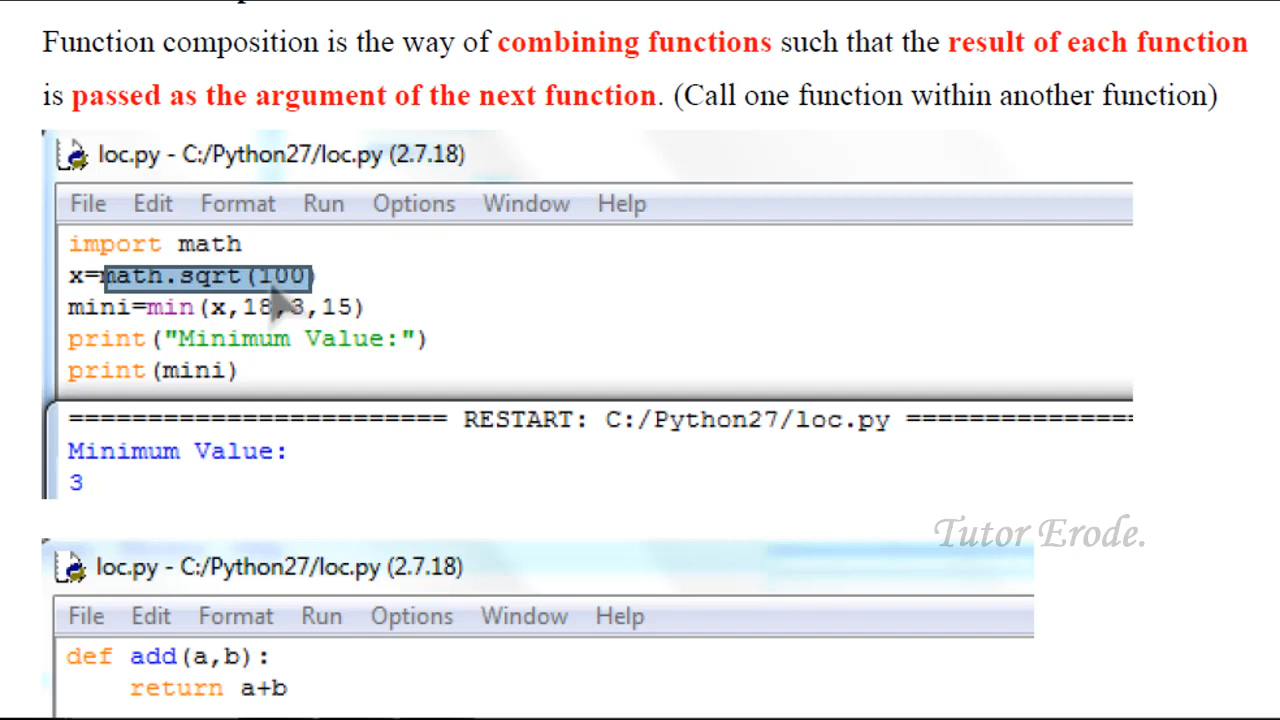 Function composition is the way of combining functions such that the result of each function
is passed as the argument of the next function. (Call one function within another function)
loc.py - C:/Python27/loc.py (2.7.18)
File Edit Format Run Options Window Help
import math
x=math.sqrt(100)
mini=min(x,18,3,15)
print("Minimum Value:")
print(mini)
======================== RESTART: C:/Python27/loc.py ===============
Minimum Value:
3
Tutor Erode.
loc.py - C:/Python27/loc.py (2.7.18)
File Edit Format Run Options Window Help
def add(a,b):
    return a+b